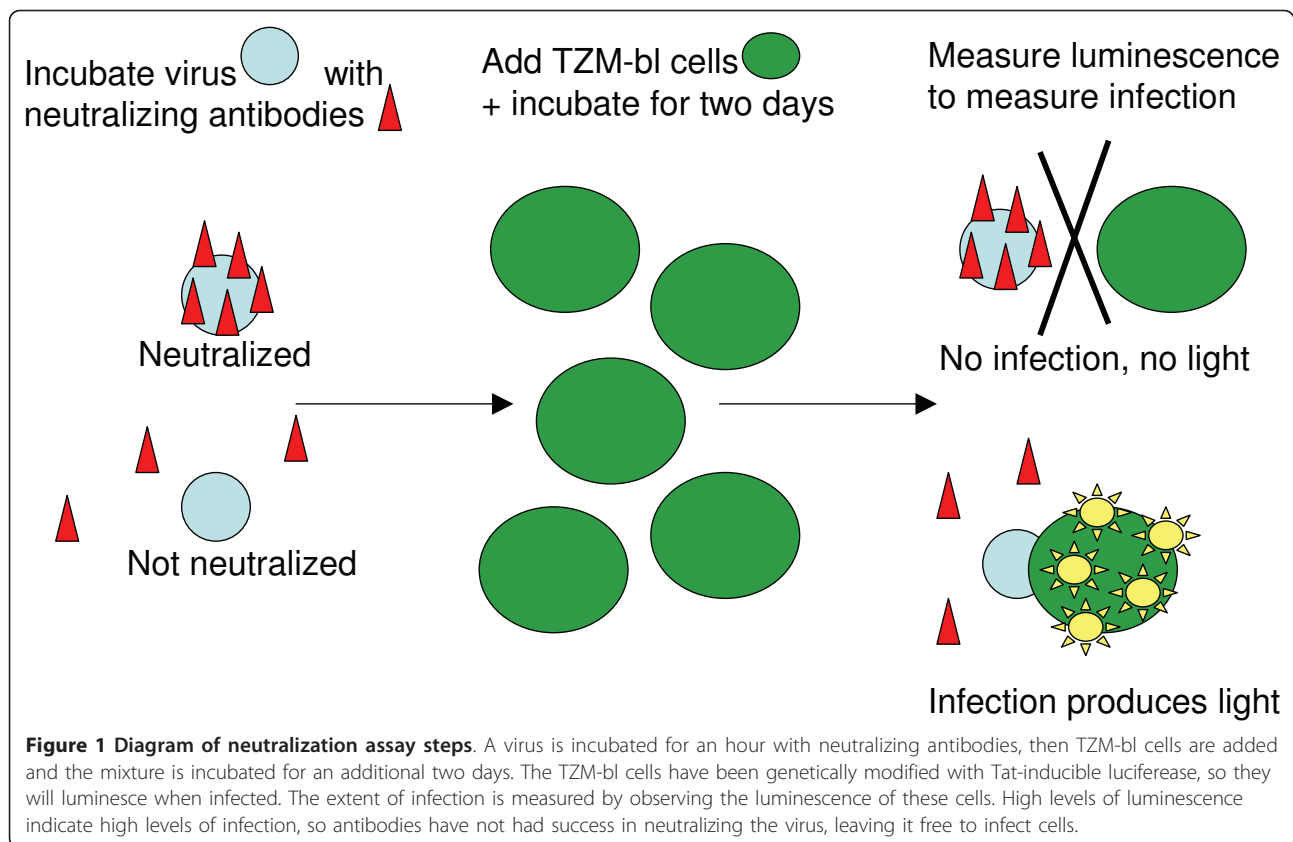 Incubate virus with
neutralizing antibodies
Add TZM-bl cells
+ incubate for two days
Measure luminescence
to measure infection
Neutralized
Not neutralized
No infection, no light
Infection produces light
Figure 1 Diagram of neutralization assay steps. A virus is incubated for an hour with neutralizing antibodies, then TZM-bl cells are added
and the mixture is incubated for an additional two days. The TZM-bl cells have been genetically modified with Tat-inducible luciferease, so they
will luminesce when infected. The extent of infection is measured by observing the luminescence of these cells. High levels of luminescence
indicate high levels of infection, so antibodies have not had success in neutralizing the virus, leaving it free to infect cells.